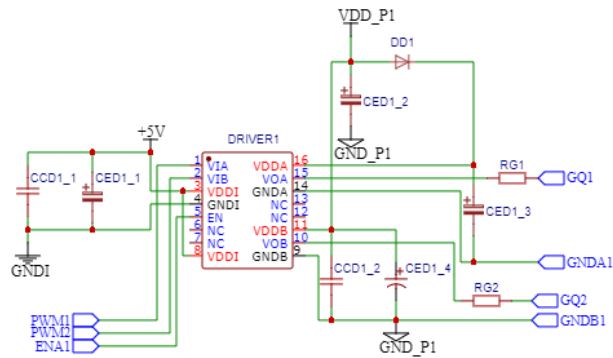 VDD_P1
DD1
CED1_2
GND_P1
+5V
DRIVER1
CCD1_1
CED1_1
GNDI
1 VIA
2 VIB
3 VDDI
4 GNDI
5 EN
6 NC
7 NC
8 VDDI
VDDA 16
VOA 15
GNDA 14
NC 13
NC 12
VDDB 11
VOB 10
GNDB 9
RG1
GQ1
CED1_3
GNDA1
CCD1_2
CED1_4
RG2
GQ2
GNDB1
GND_P1
PWM1
PWM2
ENA1